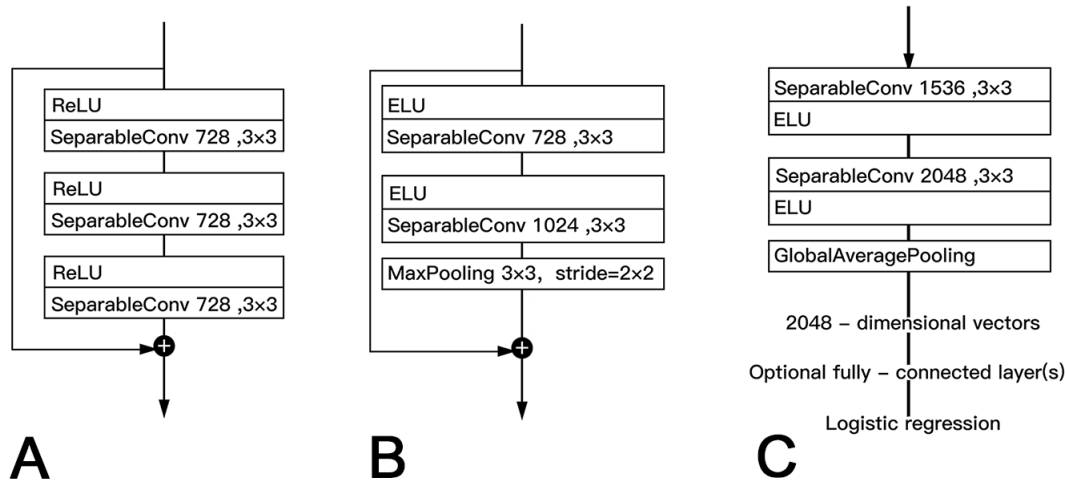 ReLU
SeparableConv 728 ,3×3
ReLU
SeparableConv 728 ,3×3
ReLU
SeparableConv 728 ,3×3
A
ELU
SeparableConv 728 ,3×3
ELU
SeparableConv 1024 ,3×3
MaxPooling 3×3, stride=2×2
B
SeparableConv 1536 ,3×3
ELU
SeparableConv 2048 ,3×3
ELU
GlobalAveragePooling
2048 – dimensional vectors
Optional fully – connected layer(s)
Logistic regression
C